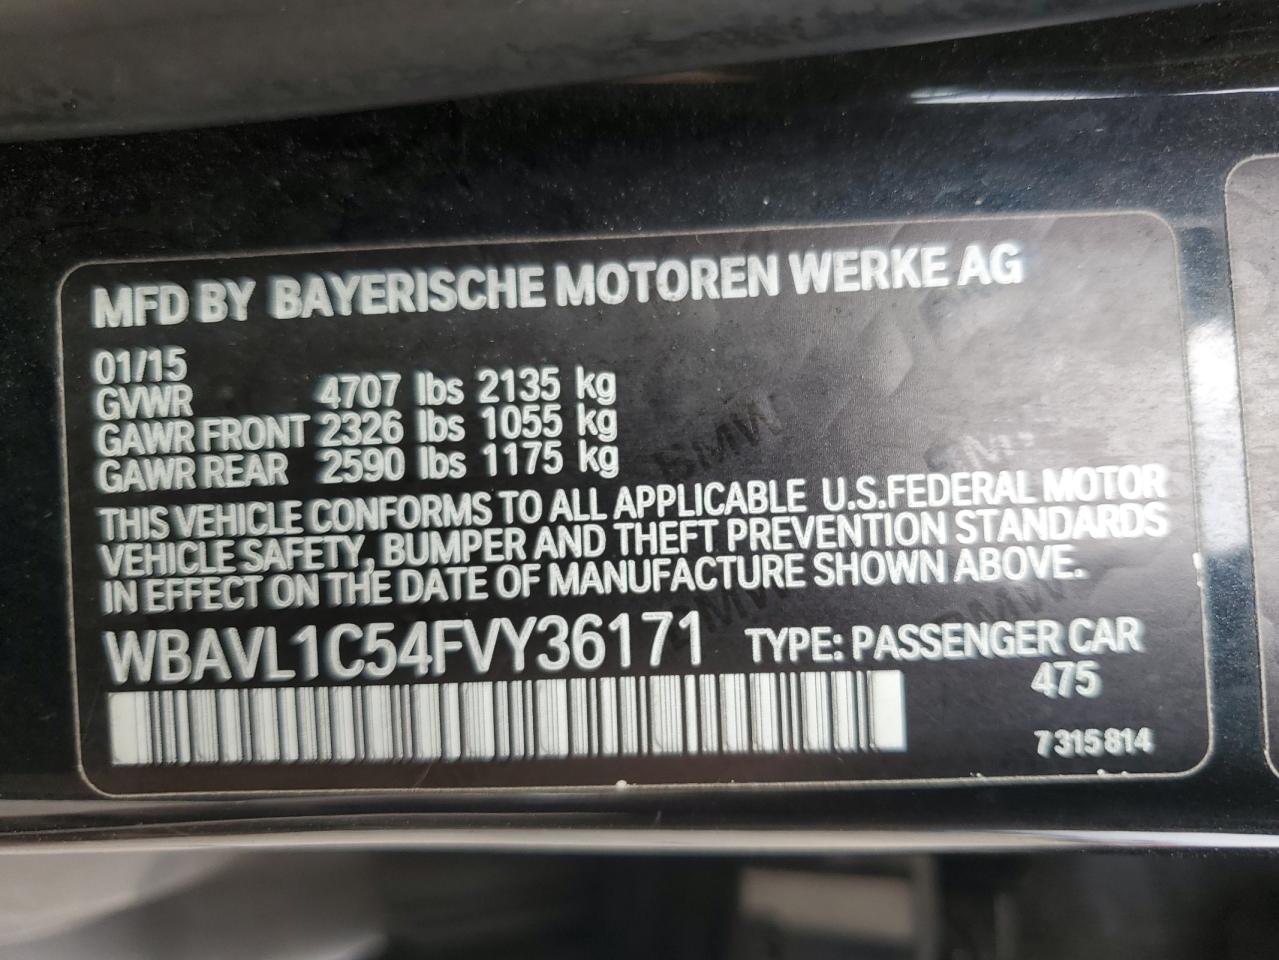 MFD BY BAYERISCHE MOTOREN WERKE AG
01/15
GVWR 4707 lbs 2135 kg
GAWR FRONT 2326 lbs 1055 kg
GAWR REAR 2590 lbs 1175 kg
THIS VEHICLE CONFORMS TO ALL APPLICABLE U.S.FEDERAL MOTOR
VEHICLE SAFETY, BUMPER AND THEFT PREVENTION STANDARDS
IN EFFECT ON THE DATE OF MANUFACTURE SHOWN ABOVE.
WBAVL1C54FVY36171 TYPE: PASSENGER CAR
475
7315814